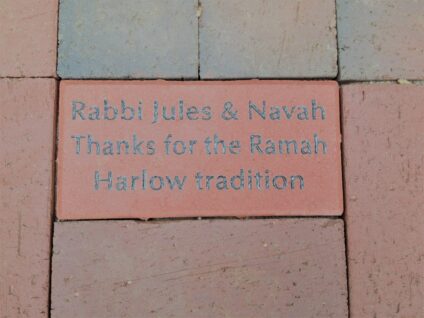 Rabbi Jules & Navah
Thanks for the Ramah
Harlow tradition